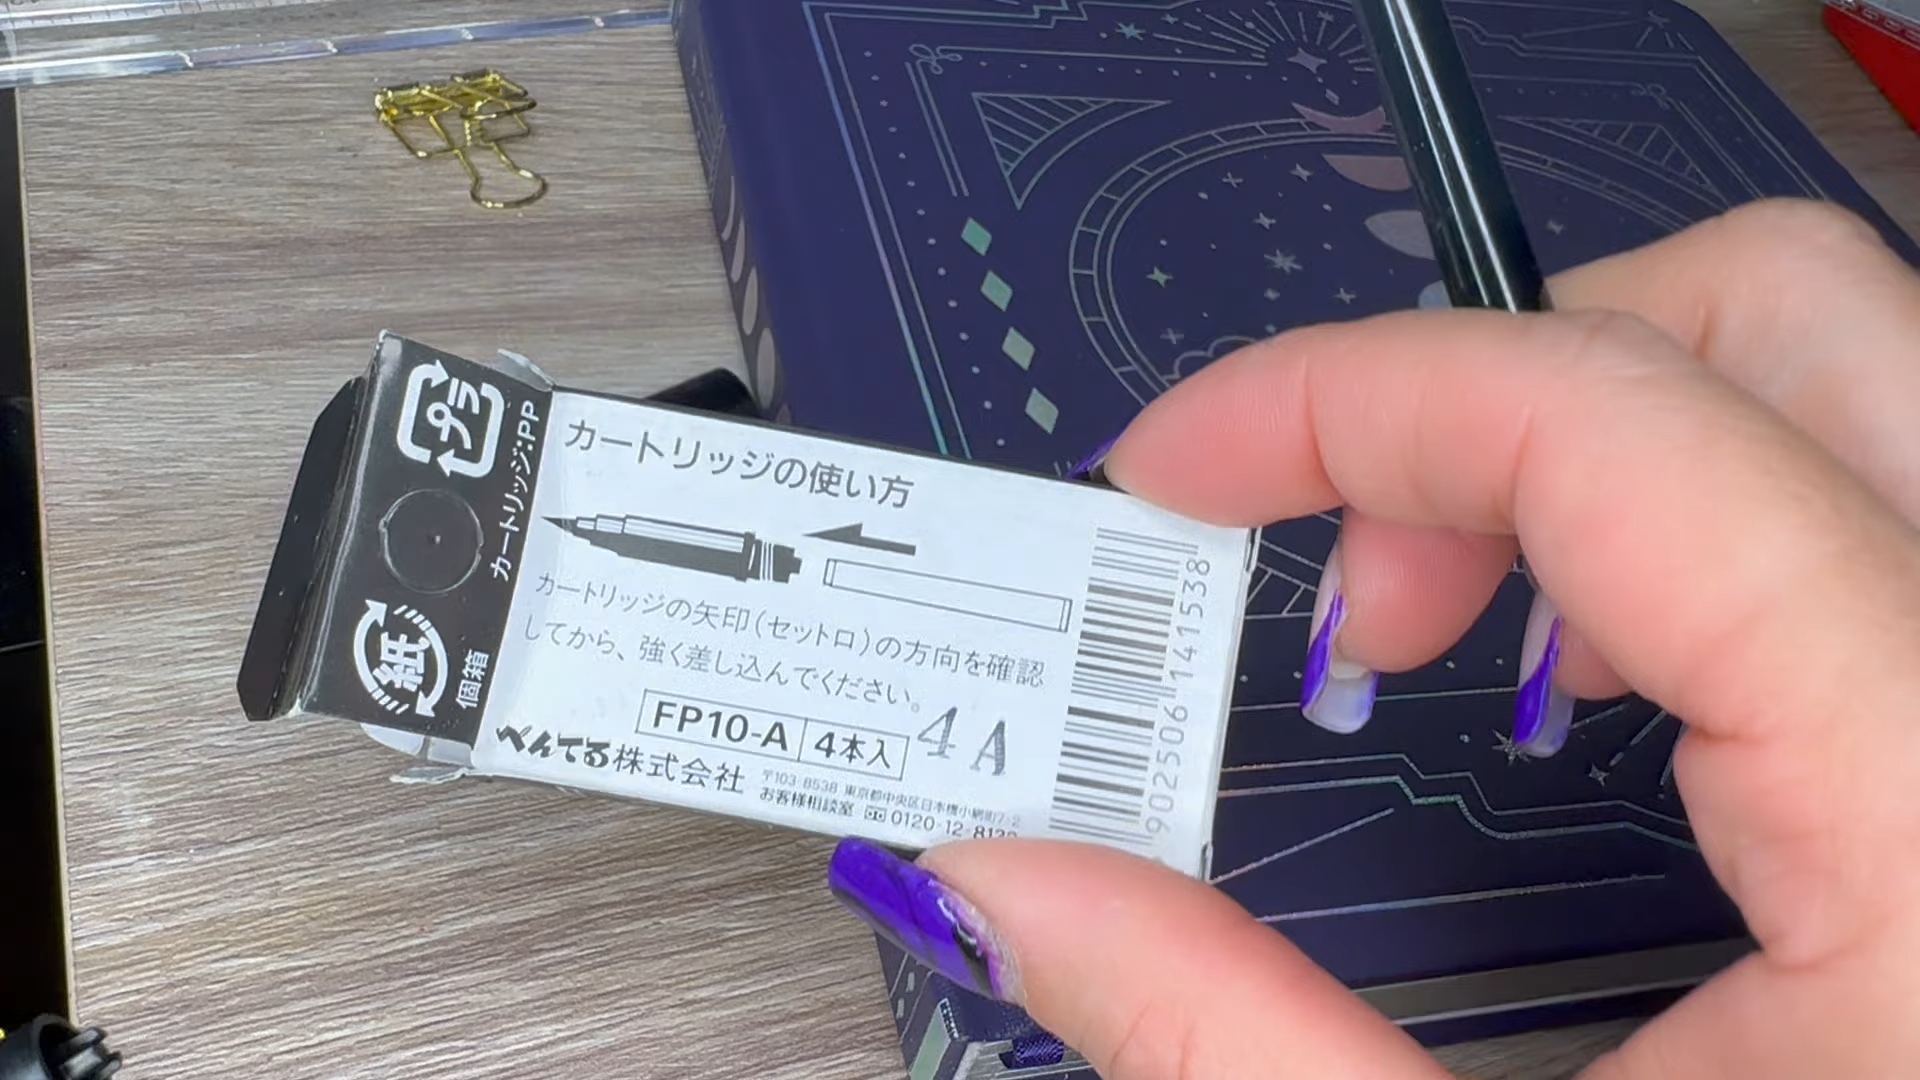 プラ
カートリッジ:PP
紙
個箱
カートリッジの使い方
カートリッジの矢印(セットロ)の方向を確認
してから、強く差し込んでください。
FP10-A 4本入
4A
ぺんてる株式会社
〒103-8538 東京都中央区日本橋小網町7-2
お客様相談室 0120-12-8133
4902506141538